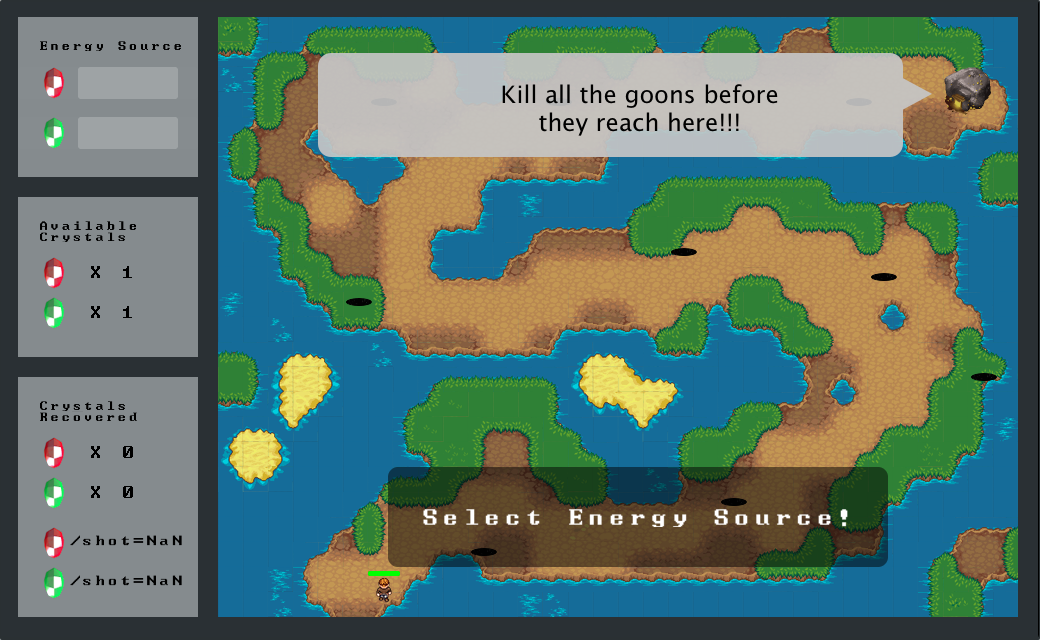 Energy Source
Available
Crystals
X 1
X 1
Crystals
Recovered
X 0
X 0
/shot=NaN
/shot=NaN
Kill all the goons before
they reach here!!!
Select Energy Source!